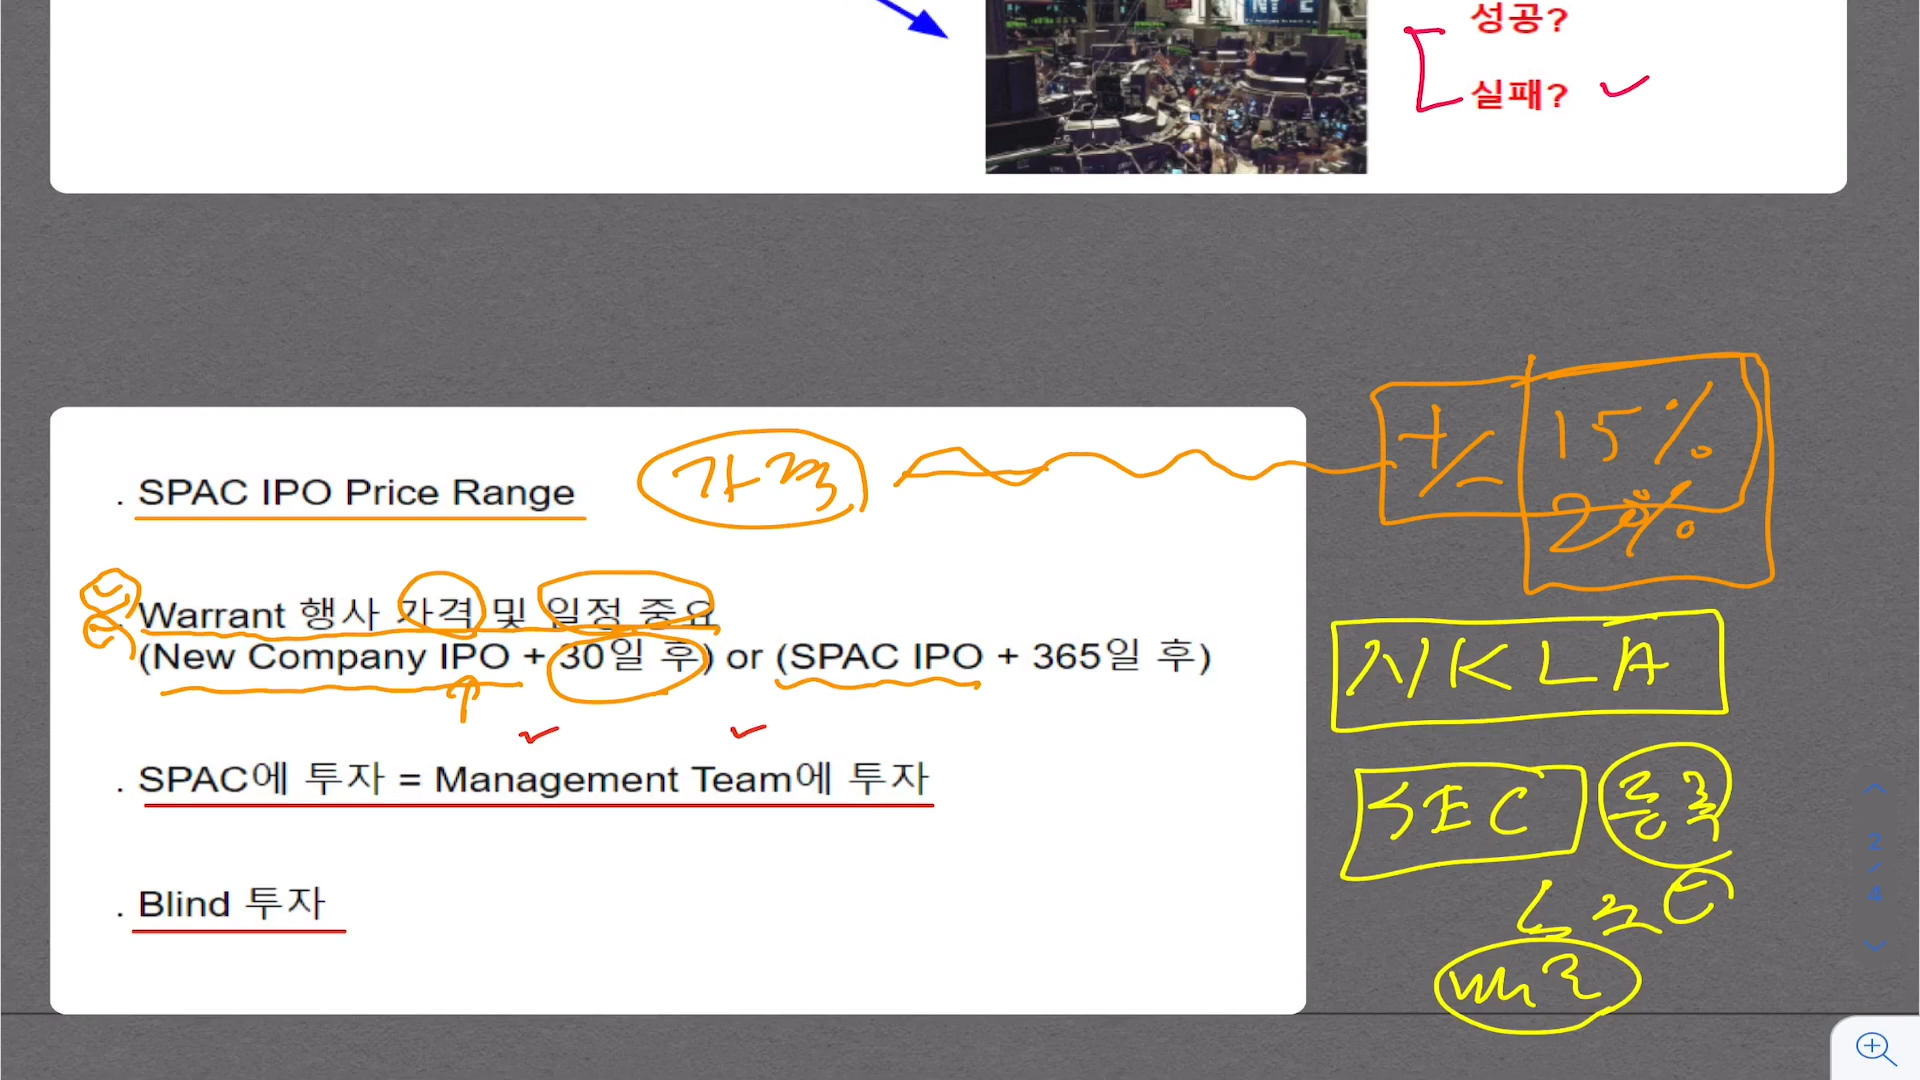 성공?
실패?
. SPAC IPO Price Range
가격
+/- 15%
20%
. Warrant 행사 가격 및 일정 중요
(New Company IPO + 30일 후) or (SPAC IPO + 365일 후)
NKLA
. SPAC에 투자 = Management Team에 투자
SEC 등록
. Blind 투자
2
/
4